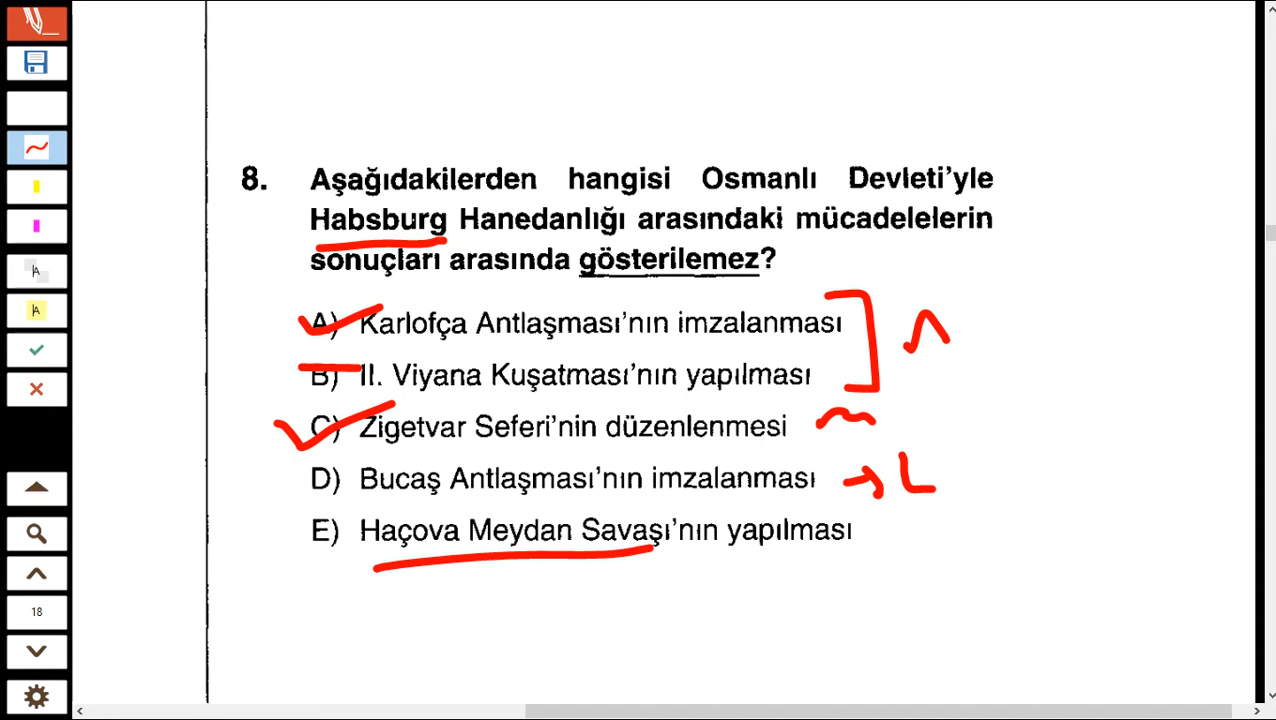 8. Aşağıdakilerden hangisi Osmanlı Devleti'yle
Habsburg Hanedanlığı arasındaki mücadelelerin
sonuçları arasında gösterilemez?
A) Karlofça Antlaşması'nın imzalanması
B) II. Viyana Kuşatması'nın yapılması
C) Zigetvar Seferi'nin düzenlenmesi
D) Bucaş Antlaşması'nın imzalanması → L
E) Haçova Meydan Savaşı'nın yapılması
A
A
18